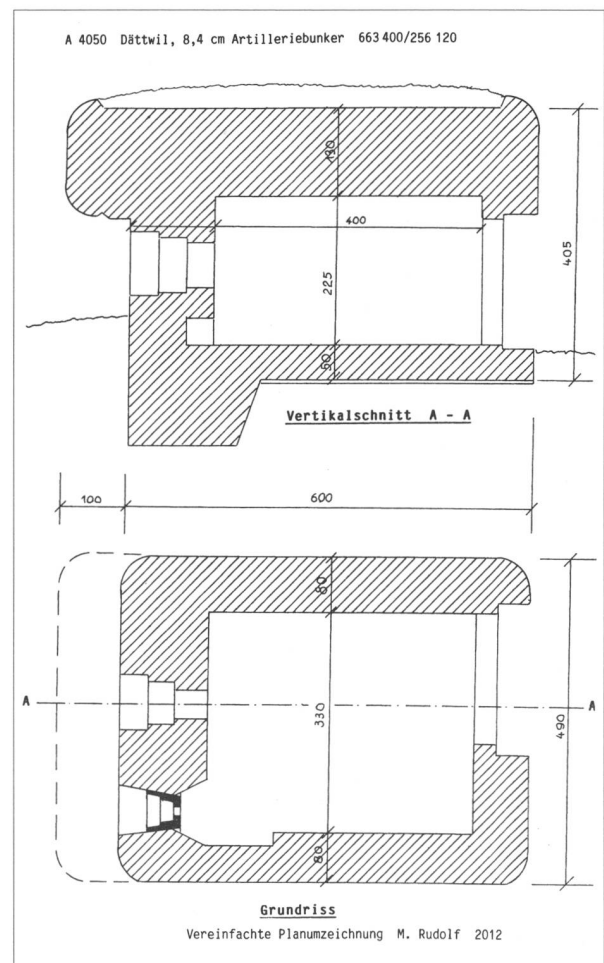 A 4050 Dättwil, 8,4 cm Artilleriebunker 663 400/256 120
130
400
225
405
50
Vertikalschnitt A - A
100
600
80
A
A
330
490
80
Grundriss
Vereinfachte Planumzeichnung M. Rudolf 2012